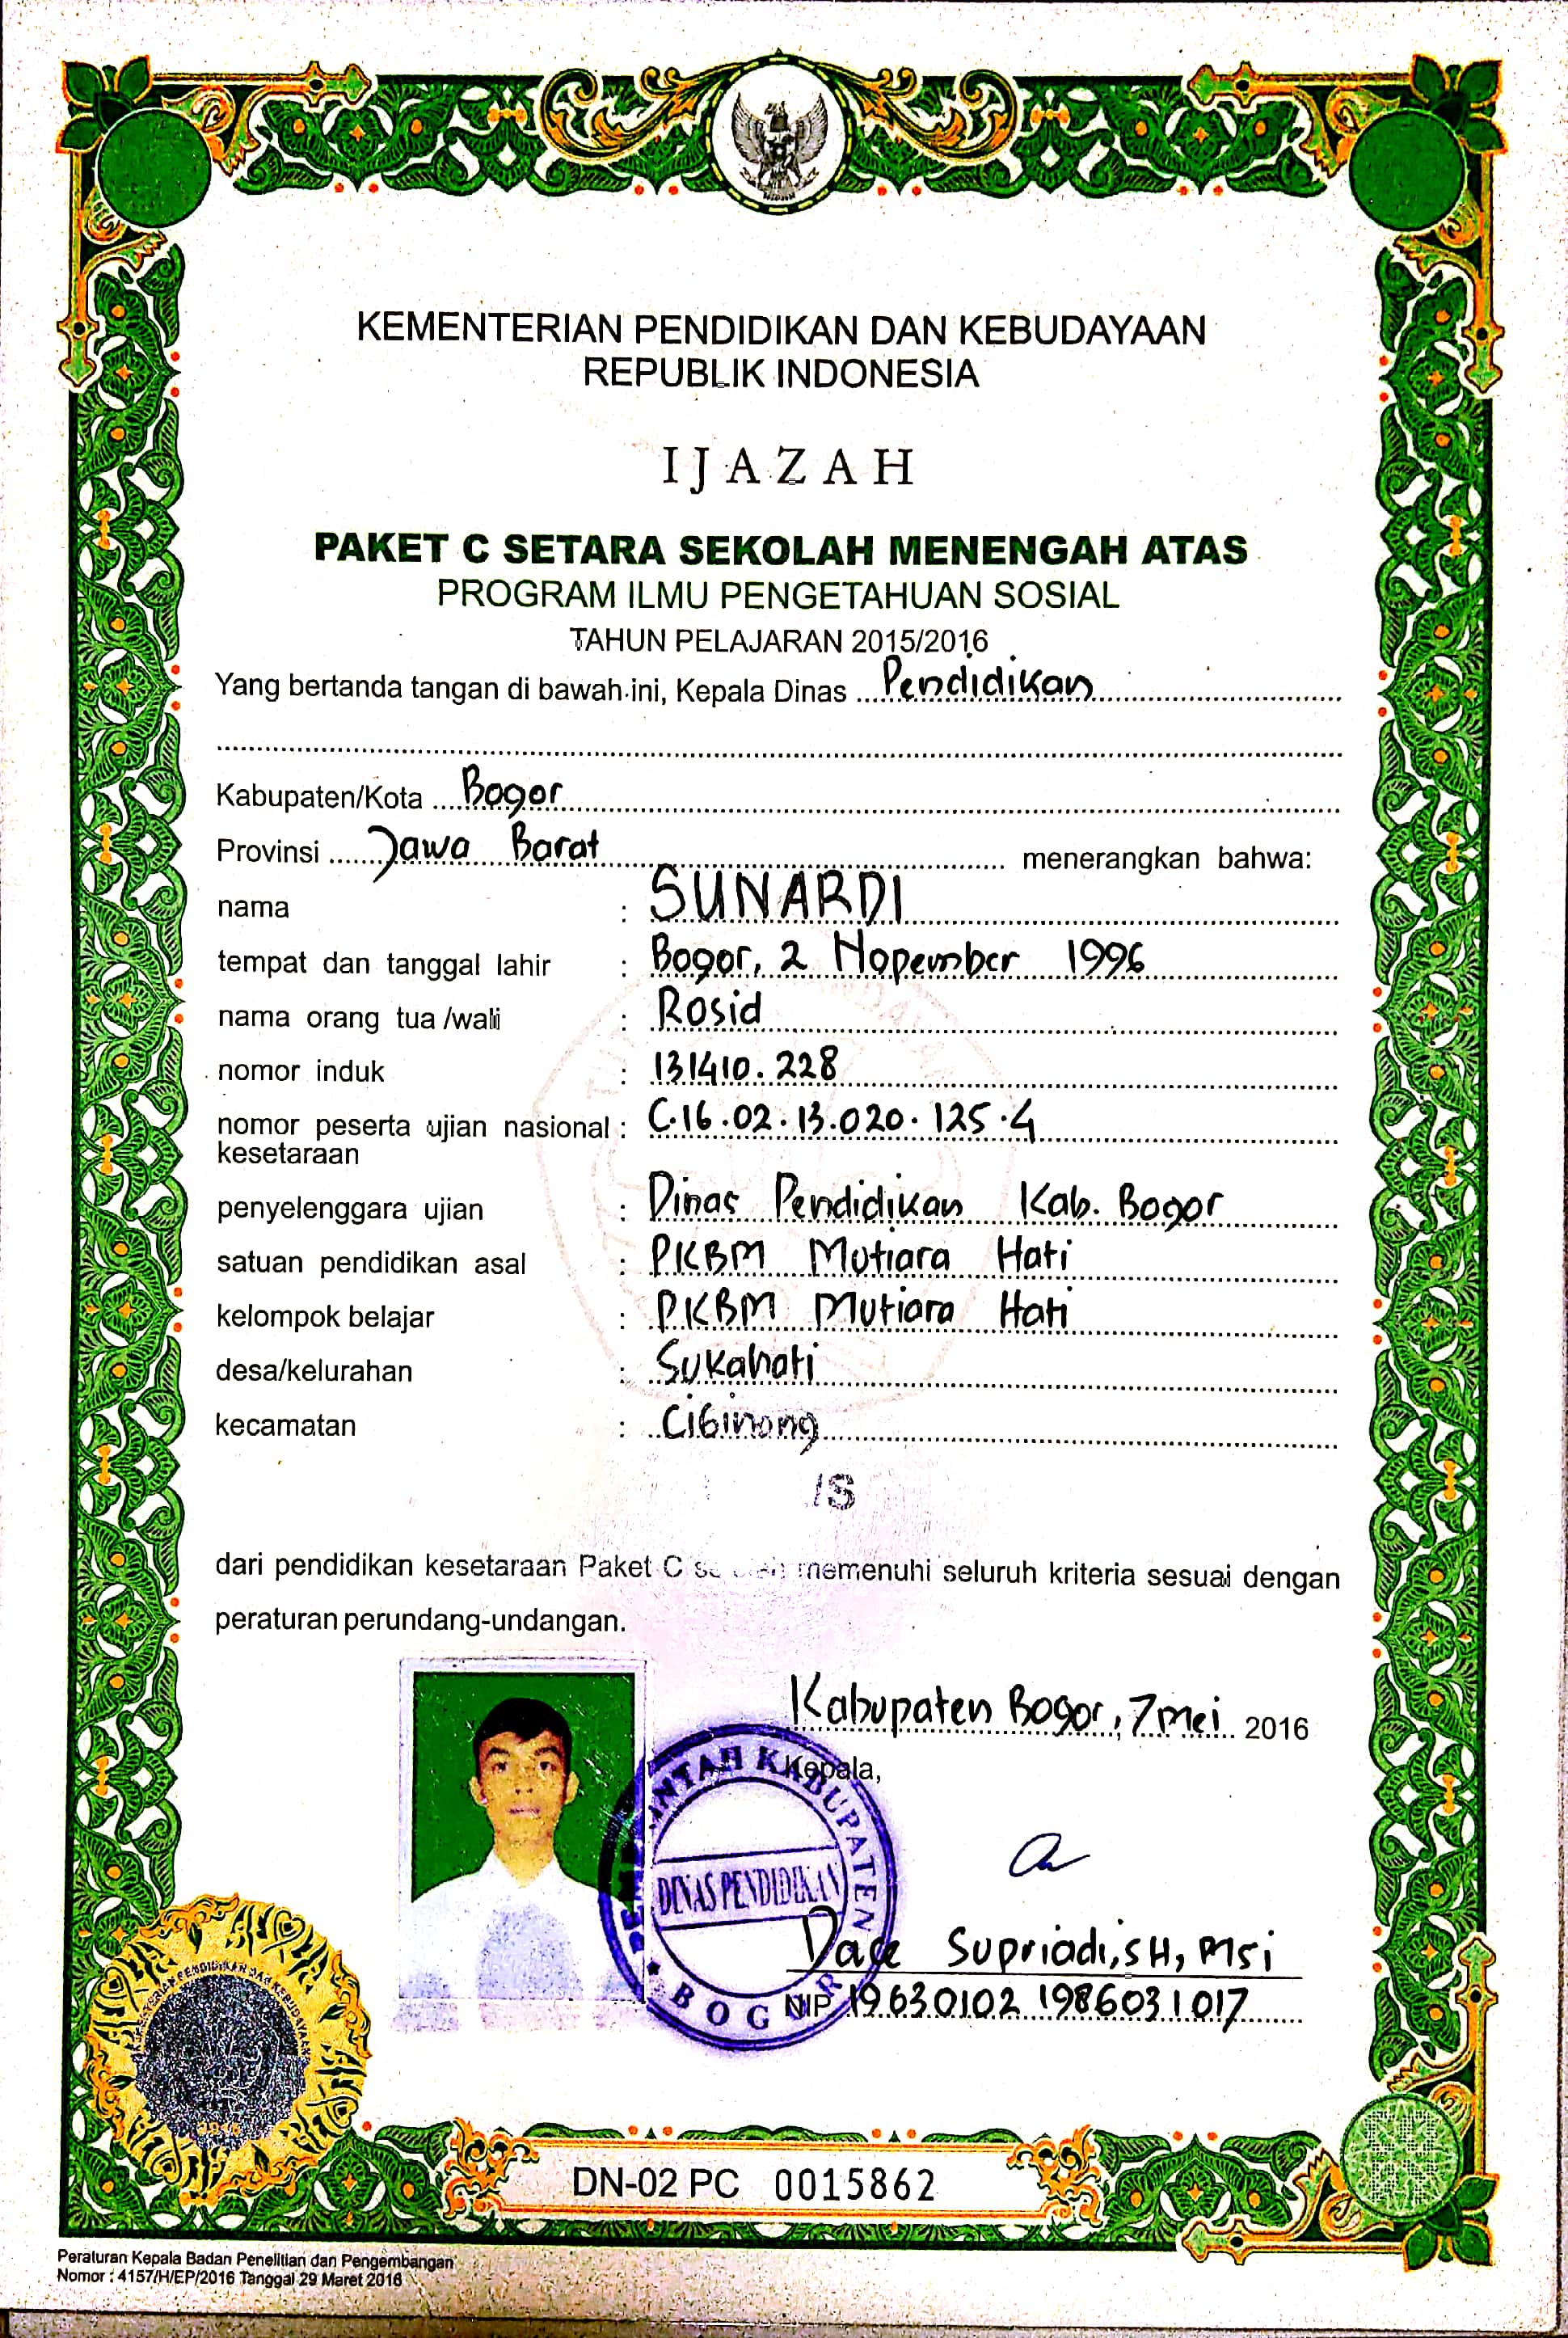 KEMENTERIAN PENDIDIKAN DAN KEBUDAYAAN
REPUBLIK INDONESIA
IJAZAH
PAKET C SETARA SEKOLAH MENENGAH ATAS
PROGRAM ILMU PENGETAHUAN SOSIAL
TAHUN PELAJARAN 2015/2016
Yang bertanda tangan di bawah ini, Kepala Dinas Pendidikan
Kabupaten/Kota Bogor
Provinsi Jawa Barat menerangkan bahwa:
nama : SUNARDI
tempat dan tanggal lahir : Bogor, 2 Nopember 1996
nama orang tua/wali : Rosid
nomor induk : 131410.228
nomor peserta ujian nasional : C.16.02.13.020.125.4
kesetaraan
penyelenggara ujian : Dinas Pendidikan Kab. Bogor
satuan pendidikan asal : PKBM Mutiara Hati
kelompok belajar : PKBM Mutiara Hati
desa/kelurahan : Sukahati
kecamatan : Cibinong
dari pendidikan kesetaraan Paket C memenuhi seluruh kriteria sesuai dengan
peraturan perundang-undangan.
Kabupaten Bogor, 7 Mei 2016
Kepala,
PEMERINTAH KABUPATEN
DINAS PENDIDIKAN
BOGOR
Dace Supriadi, SH, MSi
NIP 19630102 198603 1 017
DN-02 PC 0015862
Peraturan Kepala Badan Penelitian dan Pengembangan
Nomor : 4157/H/EP/2016 Tanggal 29 Maret 2016